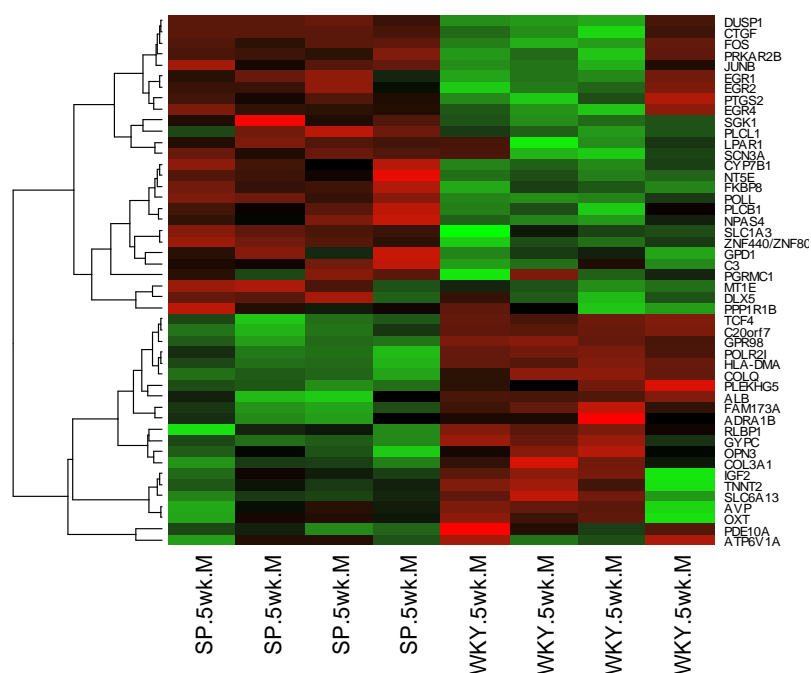 DUSP1
CTGF
FOS
PRKAR2B
JUNB
EGR1
EGR2
PTGS2
EGR4
SGK1
PLCL1
LPAR1
SCN3A
CYP7B1
NT5E
FKBP8
POLL
PLCB1
NPAS4
SLC1A3
ZNF440/ZNF80
GPD1
C3
PGRMC1
MT1E
DLX5
PPP1R1B
TCF4
C20orf7
GPR98
POLR2I
HLA-DMA
COLQ
PLEKHG5
ALB
FAM173A
ADRA1B
RLBP1
GYPC
OPN3
COL3A1
IGF2
TNNT2
SLC6A13
AVP
OXT
PDE10A
ATP6V1A
SP.5wk.M
SP.5wk.M
SP.5wk.M
SP.5wk.M
WKY.5wk.M
WKY.5wk.M
WKY.5wk.M
WKY.5wk.M